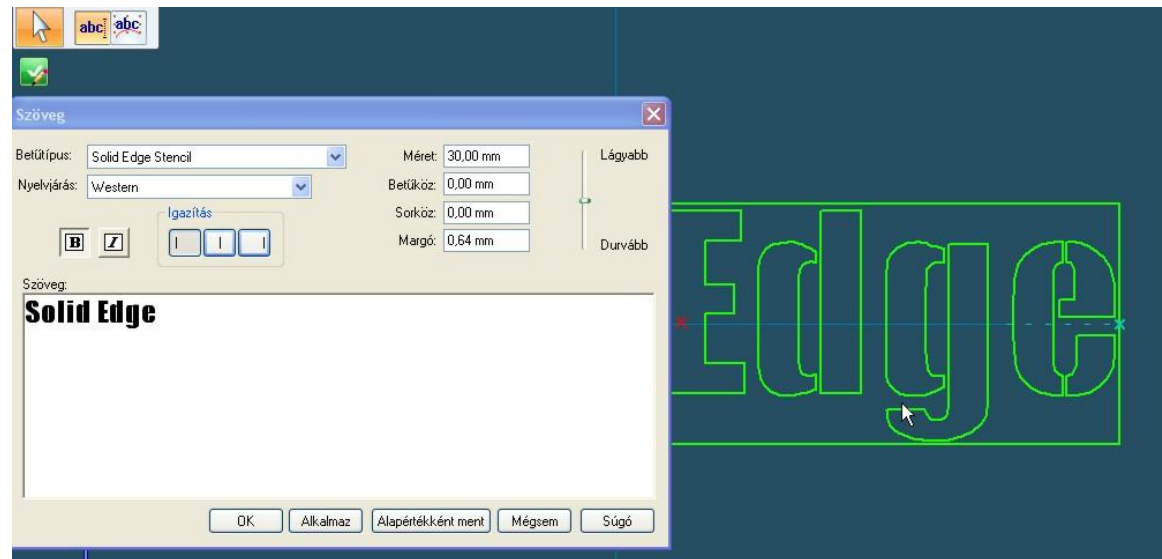 abc abc
Szöveg
Betűtípus: Solid Edge Stencil Méret: 30,00 mm Lágyabb
Nyelvjárás: Western Betűköz: 0,00 mm
Igazítás Sorköz: 0,00 mm
B I Margó: 0,64 mm Durvább
Szöveg:
Solid Edge
Edge
OK Alkalmaz Alapértékként ment Mégsem Súgó